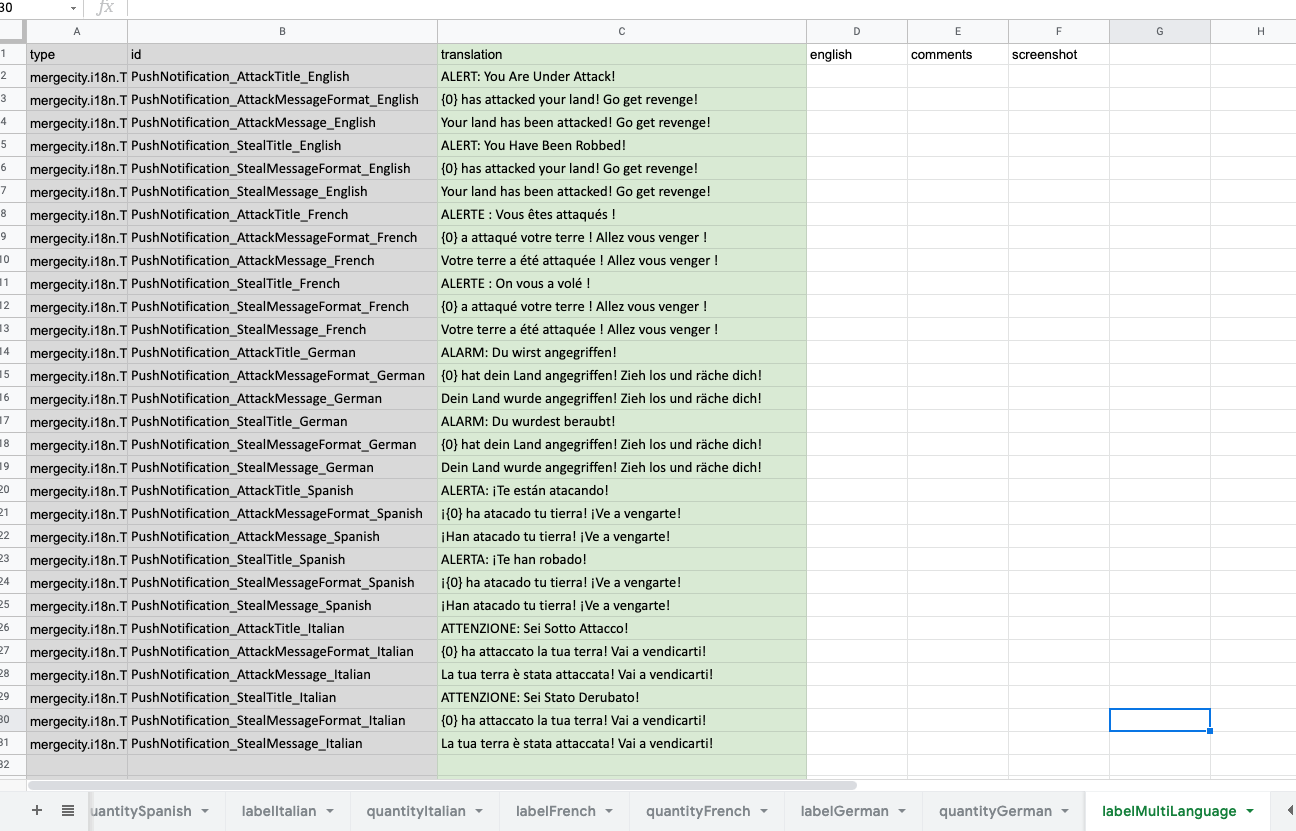 30 fx
A B C D E F G H
1 type id translation english comments screenshot
2 mergecity.i18n.T PushNotification_AttackTitle_English ALERT: You Are Under Attack!
3 mergecity.i18n.T PushNotification_AttackMessageFormat_English {0} has attacked your land! Go get revenge!
4 mergecity.i18n.T PushNotification_AttackMessage_English Your land has been attacked! Go get revenge!
5 mergecity.i18n.T PushNotification_StealTitle_English ALERT: You Have Been Robbed!
6 mergecity.i18n.T PushNotification_StealMessageFormat_English {0} has attacked your land! Go get revenge!
7 mergecity.i18n.T PushNotification_StealMessage_English Your land has been attacked! Go get revenge!
8 mergecity.i18n.T PushNotification_AttackTitle_French ALERTE : Vous êtes attaqués !
9 mergecity.i18n.T PushNotification_AttackMessageFormat_French {0} a attaqué votre terre ! Allez vous venger !
10 mergecity.i18n.T PushNotification_AttackMessage_French Votre terre a été attaquée ! Allez vous venger !
11 mergecity.i18n.T PushNotification_StealTitle_French ALERTE : On vous a volé !
12 mergecity.i18n.T PushNotification_StealMessageFormat_French {0} a attaqué votre terre ! Allez vous venger !
13 mergecity.i18n.T PushNotification_StealMessage_French Votre terre a été attaquée ! Allez vous venger !
14 mergecity.i18n.T PushNotification_AttackTitle_German ALARM: Du wirst angegriffen!
15 mergecity.i18n.T PushNotification_AttackMessageFormat_German {0} hat dein Land angegriffen! Zieh los und räche dich!
16 mergecity.i18n.T PushNotification_AttackMessage_German Dein Land wurde angegriffen! Zieh los und räche dich!
17 mergecity.i18n.T PushNotification_StealTitle_German ALARM: Du wurdest beraubt!
18 mergecity.i18n.T PushNotification_StealMessageFormat_German {0} hat dein Land angegriffen! Zieh los und räche dich!
19 mergecity.i18n.T PushNotification_StealMessage_German Dein Land wurde angegriffen! Zieh los und räche dich!
20 mergecity.i18n.T PushNotification_AttackTitle_Spanish ALERTA: ¡Te están atacando!
21 mergecity.i18n.T PushNotification_AttackMessageFormat_Spanish ¡{0} ha atacado tu tierra! ¡Ve a vengarte!
22 mergecity.i18n.T PushNotification_AttackMessage_Spanish ¡Han atacado tu tierra! ¡Ve a vengarte!
23 mergecity.i18n.T PushNotification_StealTitle_Spanish ALERTA: ¡Te han robado!
24 mergecity.i18n.T PushNotification_StealMessageFormat_Spanish ¡{0} ha atacado tu tierra! ¡Ve a vengarte!
25 mergecity.i18n.T PushNotification_StealMessage_Spanish ¡Han atacado tu tierra! ¡Ve a vengarte!
26 mergecity.i18n.T PushNotification_AttackTitle_Italian ATTENZIONE: Sei Sotto Attacco!
27 mergecity.i18n.T PushNotification_AttackMessageFormat_Italian {0} ha attaccato la tua terra! Vai a vendicarti!
28 mergecity.i18n.T PushNotification_AttackMessage_Italian La tua terra è stata attaccata! Vai a vendicarti!
29 mergecity.i18n.T PushNotification_StealTitle_Italian ATTENZIONE: Sei Stato Derubato!
30 mergecity.i18n.T PushNotification_StealMessageFormat_Italian {0} ha attaccato la tua terra! Vai a vendicarti!
31 mergecity.i18n.T PushNotification_StealMessage_Italian La tua terra è stata attaccata! Vai a vendicarti!
32
uantitySpanish labelItalian quantityItalian labelFrench quantityFrench labelGerman quantityGerman labelMultiLanguage